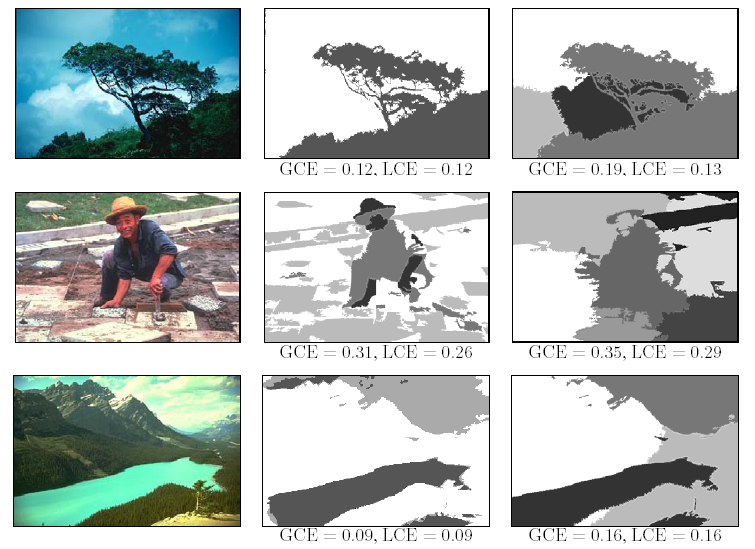 GCE = 0.12, LCE = 0.12
GCE = 0.19, LCE = 0.13
GCE = 0.31, LCE = 0.26
GCE = 0.35, LCE = 0.29
GCE = 0.09, LCE = 0.09
GCE = 0.16, LCE = 0.16